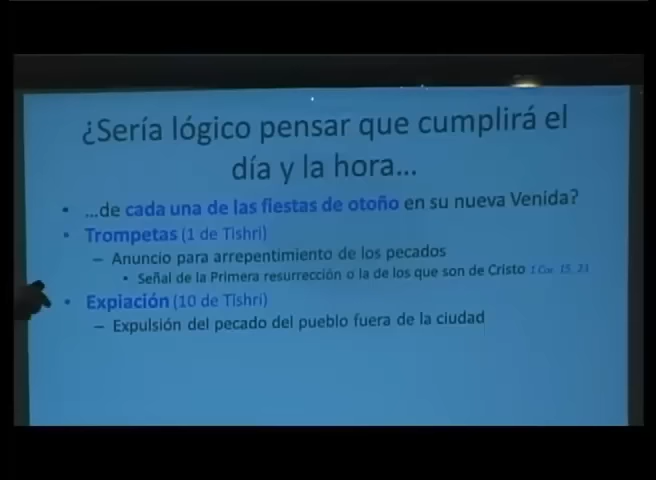 ¿Sería lógico pensar que cumplirá el
día y la hora...
• ...de cada una de las fiestas de otoño en su nueva Venida?
• Trompetas (1 de Tishri)
– Anuncio para arrepentimiento de los pecados
• Señal de la Primera resurrección o la de los que son de Cristo 1 Cor. 15, 23
• Expiación (10 de Tishri)
– Expulsión del pecado del pueblo fuera de la ciudad